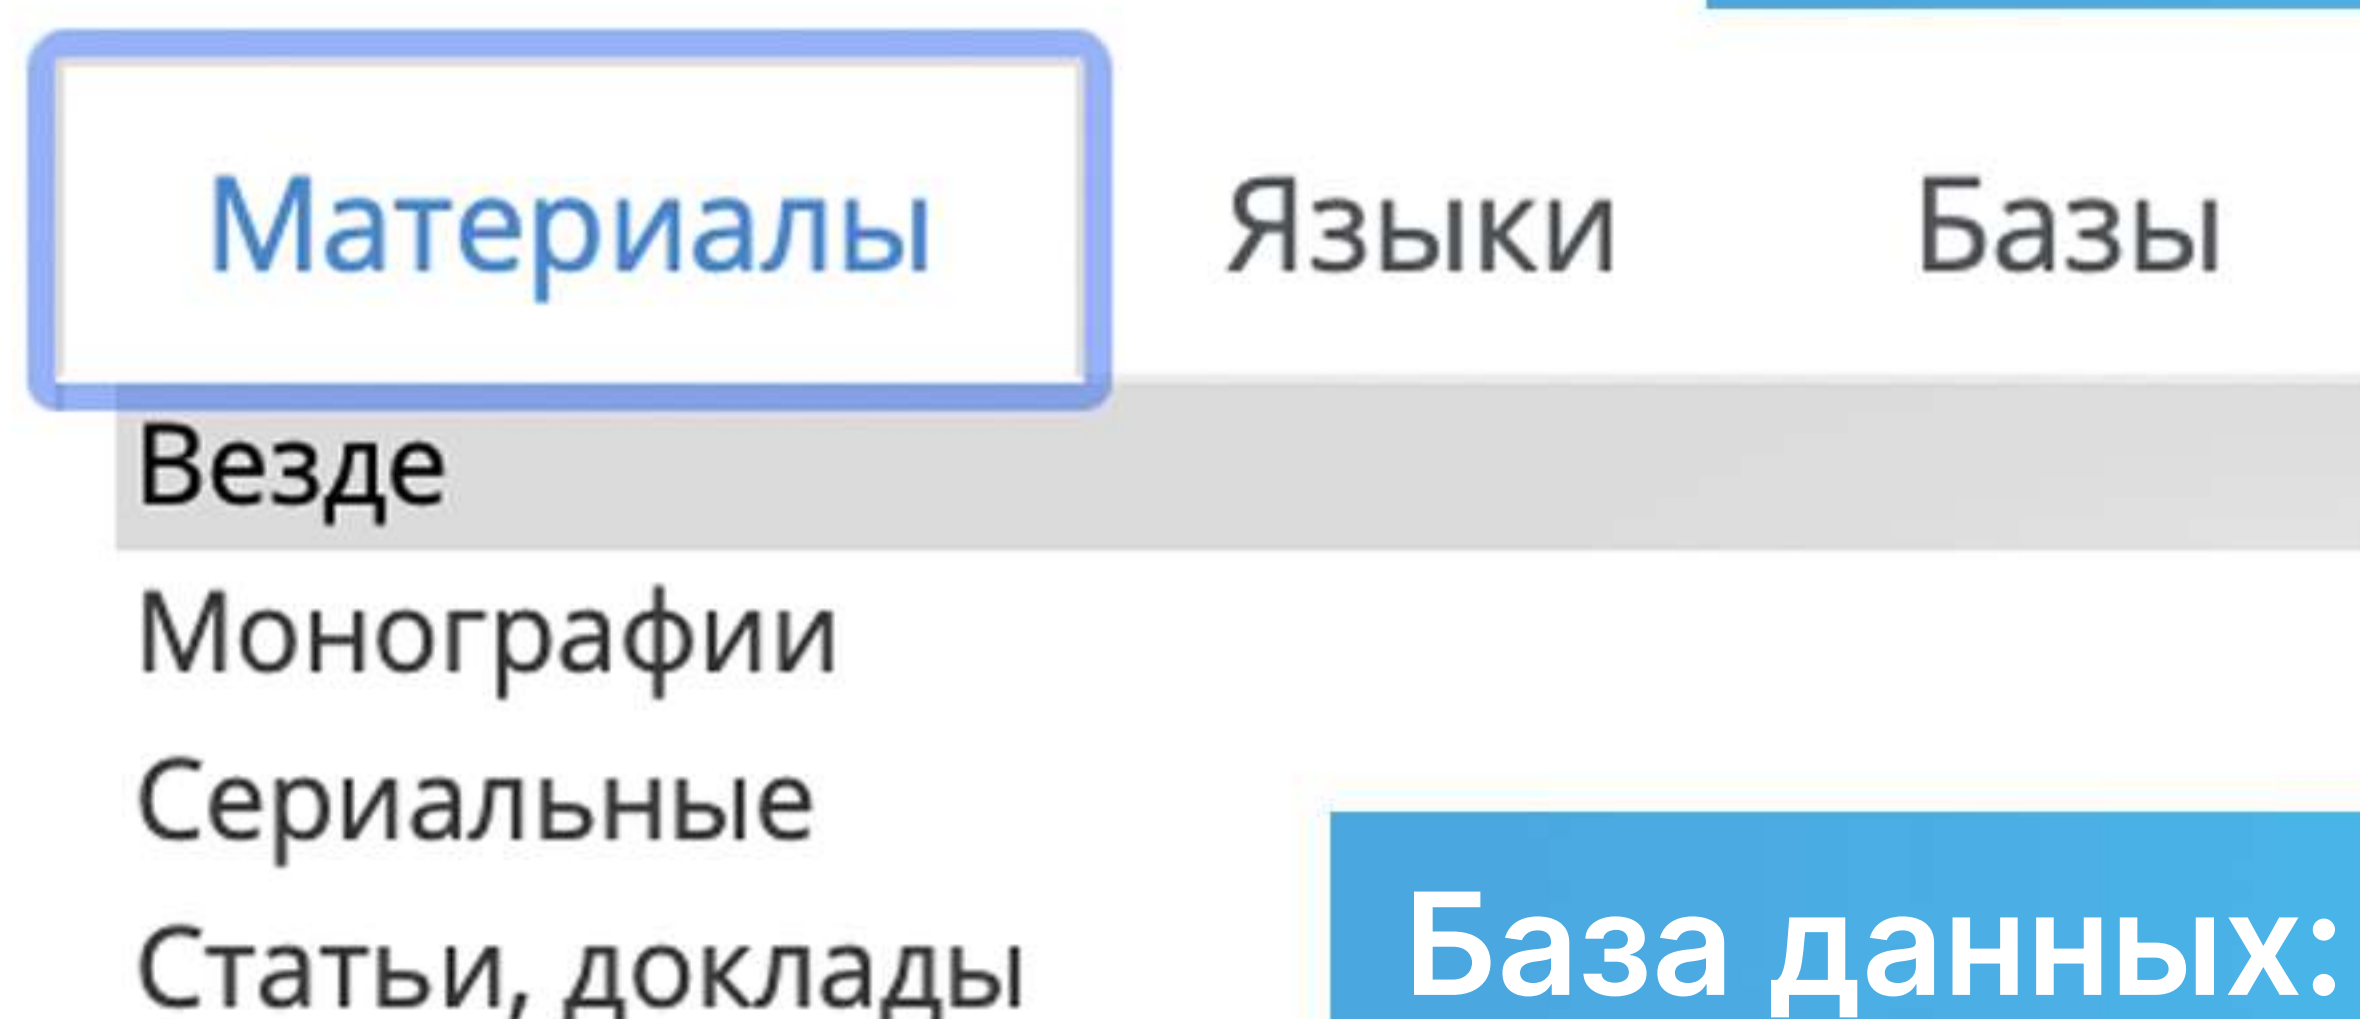 Материалы Языки Базы
Везде
Монографии
Сериальные
Статьи, доклады
База данных: